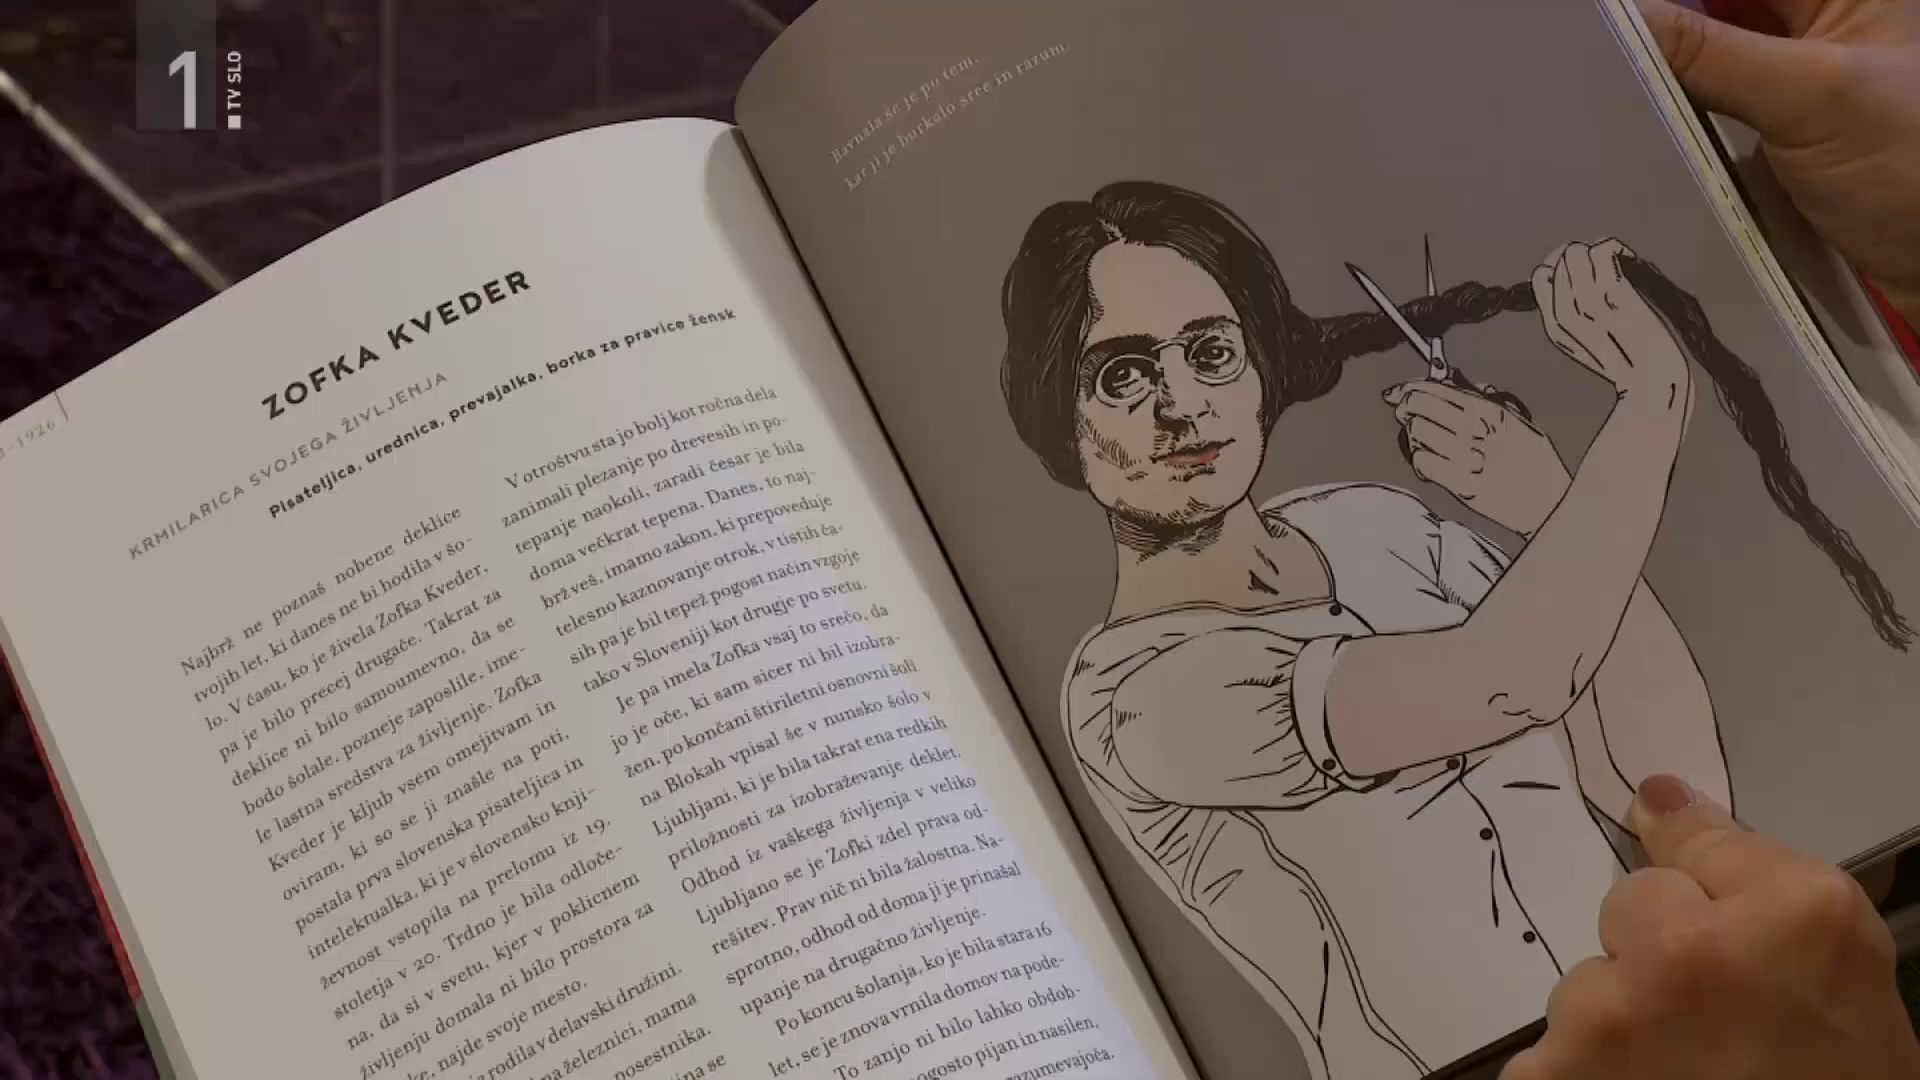 1
TV SLO
ZOFKA KVEDER
KRMILARICA SVOJEGA ŽIVLJENJA
Pisateljica, urednica, prevajalka, borka za pravice žensk
Najbrž ne poznaš nobene deklice
tvojih let, ki danes ne bi hodila v šo-
lo. V času, ko je živela Zofka Kveder,
pa je bilo precej drugače. Takrat za
deklice ni bilo samoumevno, da se
bodo šolale, pozneje zaposlile, ime-
le lastna sredstva za življenje. Zofka
Kveder je kljub vsem omejitvam in
oviram, ki so se ji znašle na poti,
postala prva slovenska pisateljica in
intelektualka, ki je v slovensko knji-
ževnost vstopila na prelomu iz 19.
stoletja v 20. Trdno je bila odloče-
na, da si v svetu, kjer v poklicnem
življenju domala ni bilo prostora za
najde svoje mesto.
rodila v delavski družini,
na železnici, mama
posestnika.
se
V otroštvu sta jo bolj kot ročna dela
zanimali plezanje po drevesih in po-
tepanje naokoli, zaradi česar je bila
doma večkrat tepena. Danes, to naj-
brž veš, imamo zakon, ki prepoveduje
telesno kaznovanje otrok, v tistih ča-
sih pa je bil tepež pogost način vzgoje
tako v Sloveniji kot drugje po svetu.
Je pa imela Zofka vsaj to srečo, da
jo je oče, ki sam sicer ni bil izobra-
žen, po končani štiriletni osnovni šoli
na Blokah vpisal še v nunsko šolo v
Ljubljani, ki je bila takrat ena redkih
priložnosti za izobraževanje deklet.
Odhod iz vaškega življenja v veliko
Ljubljano se je Zofki zdel prava od-
rešitev. Prav nič ni bila žalostna. Na-
sprotno, odhod od doma ji je prinašal
upanje na drugačno življenje.
Po koncu šolanja, ko je bila stara 16
let, se je znova vrnila domov na pode-
To zanjo ni bilo lahko obdob-
pogosto pijan in nasilen,
Ravnala se je po tem,
kar ji je burkalo srce in razum.